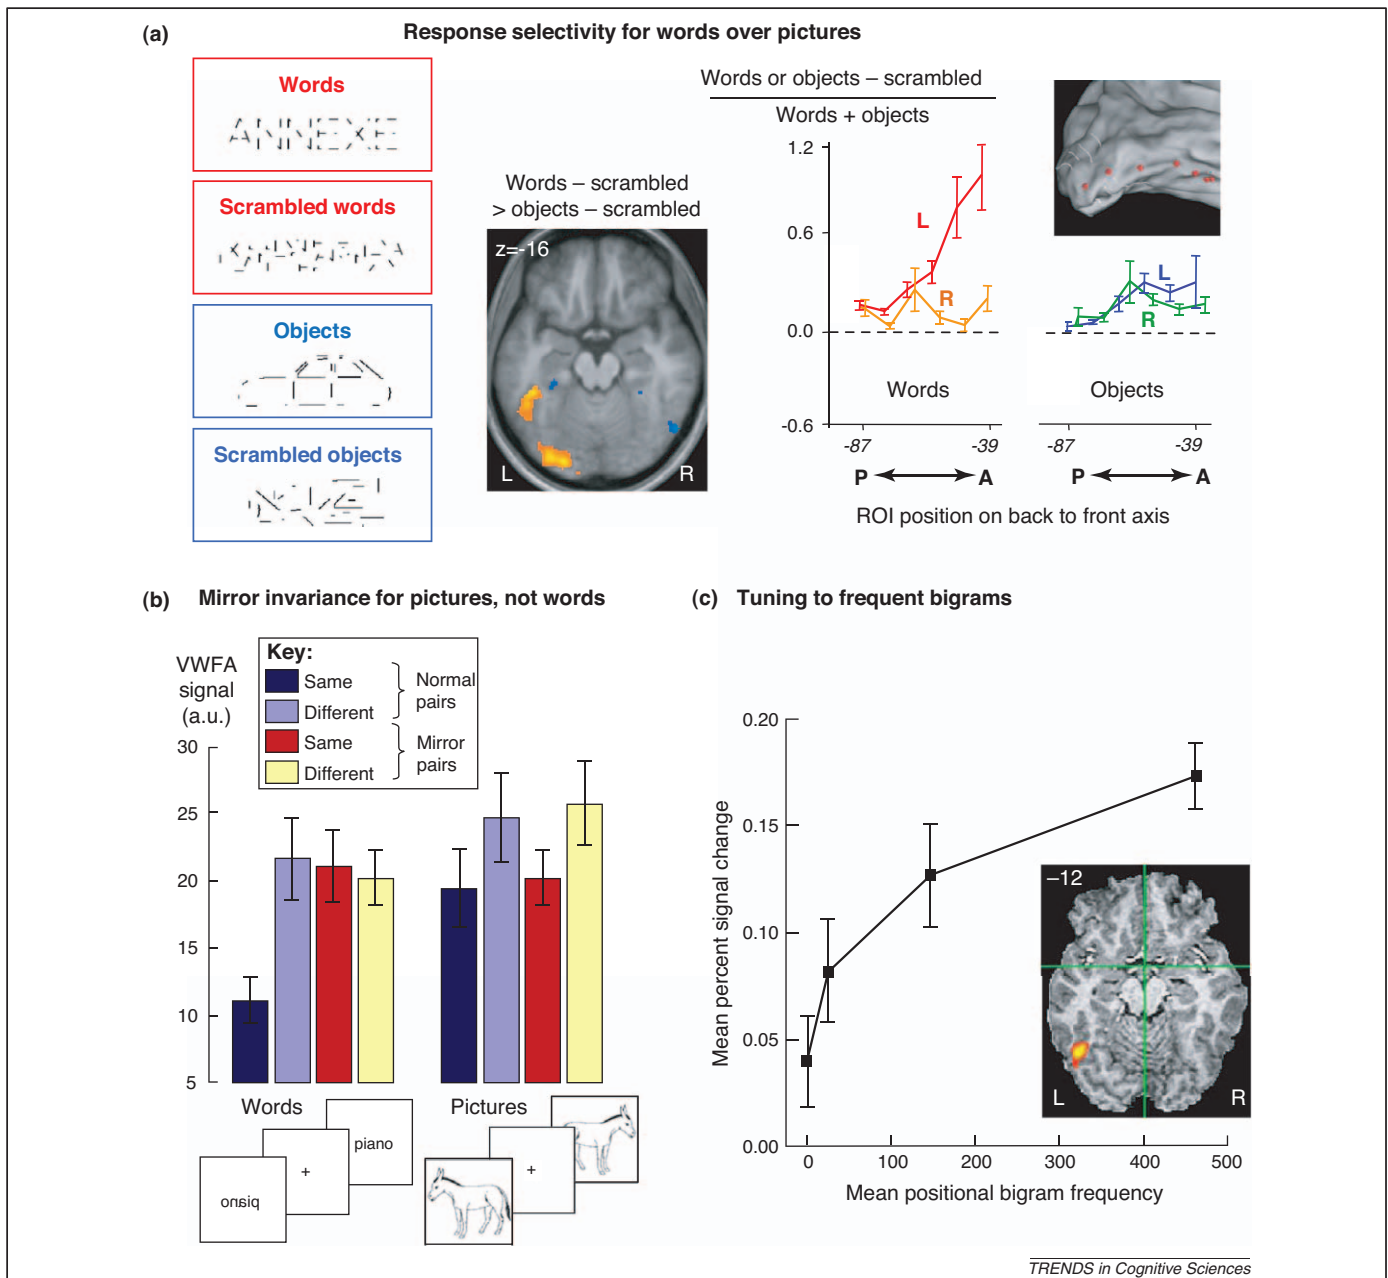 (a) Response selectivity for words over pictures
Words
ANNEXE
Scrambled words
Objects
Scrambled objects
Words – scrambled
> objects – scrambled
z=-16
L R
Words or objects – scrambled
Words + objects
1.2
0.6
0.0
-0.6
L
R
Words
-87 -39
P A
L
R
Objects
-87 -39
P A
ROI position on back to front axis
(b) Mirror invariance for pictures, not words
VWFA
signal
(a.u.)
Key:
Same
Different
Normal
pairs
Same
Different
Mirror
pairs
30
25
20
15
10
5
Words Pictures
piano
+
piano
+
(c) Tuning to frequent bigrams
Mean percent signal change
0.20
0.15
0.10
0.05
0.00
0 100 200 300 400 500
Mean positional bigram frequency
–12
L R
TRENDS in Cognitive Sciences